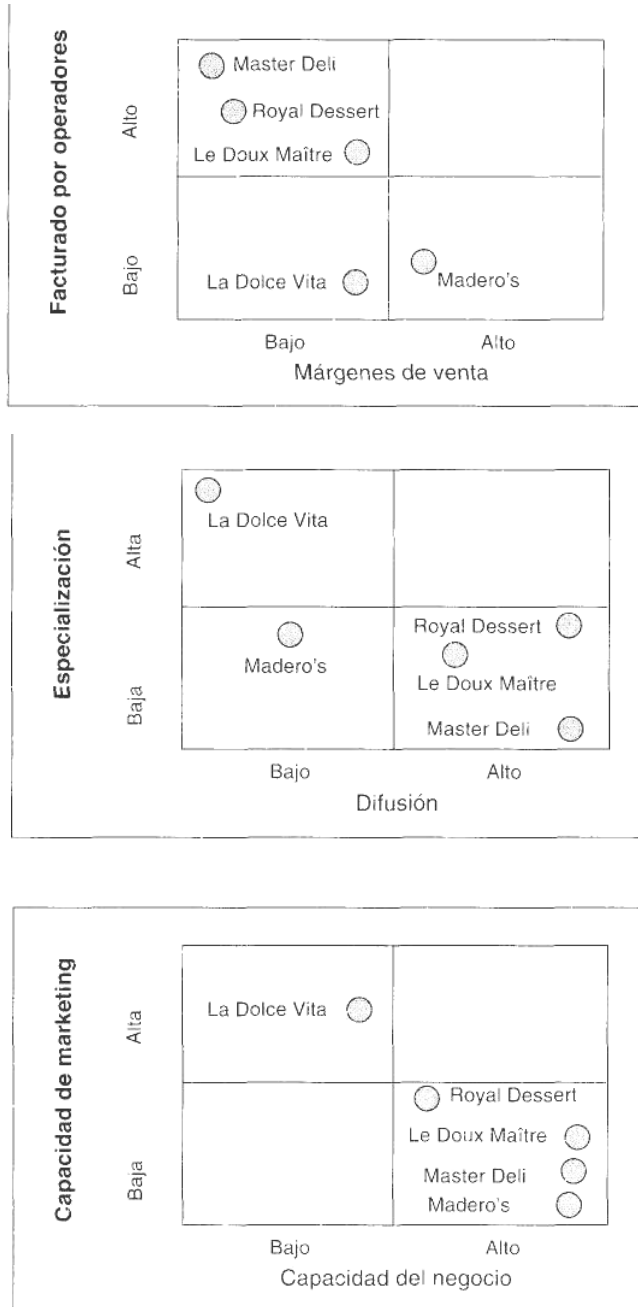 Facturado por operadores
Alto
Bajo
Master Deli
Royal Dessert
Le Doux Maître
La Dolce Vita
Madero's
Bajo
Alto
Márgenes de venta
Especialización
Alta
Baja
La Dolce Vita
Madero's
Royal Dessert
Le Doux Maître
Master Deli
Bajo
Alto
Difusión
Capacidad de marketing
Alta
Baja
La Dolce Vita
Royal Dessert
Le Doux Maître
Master Deli
Madero's
Bajo
Alto
Capacidad del negocio